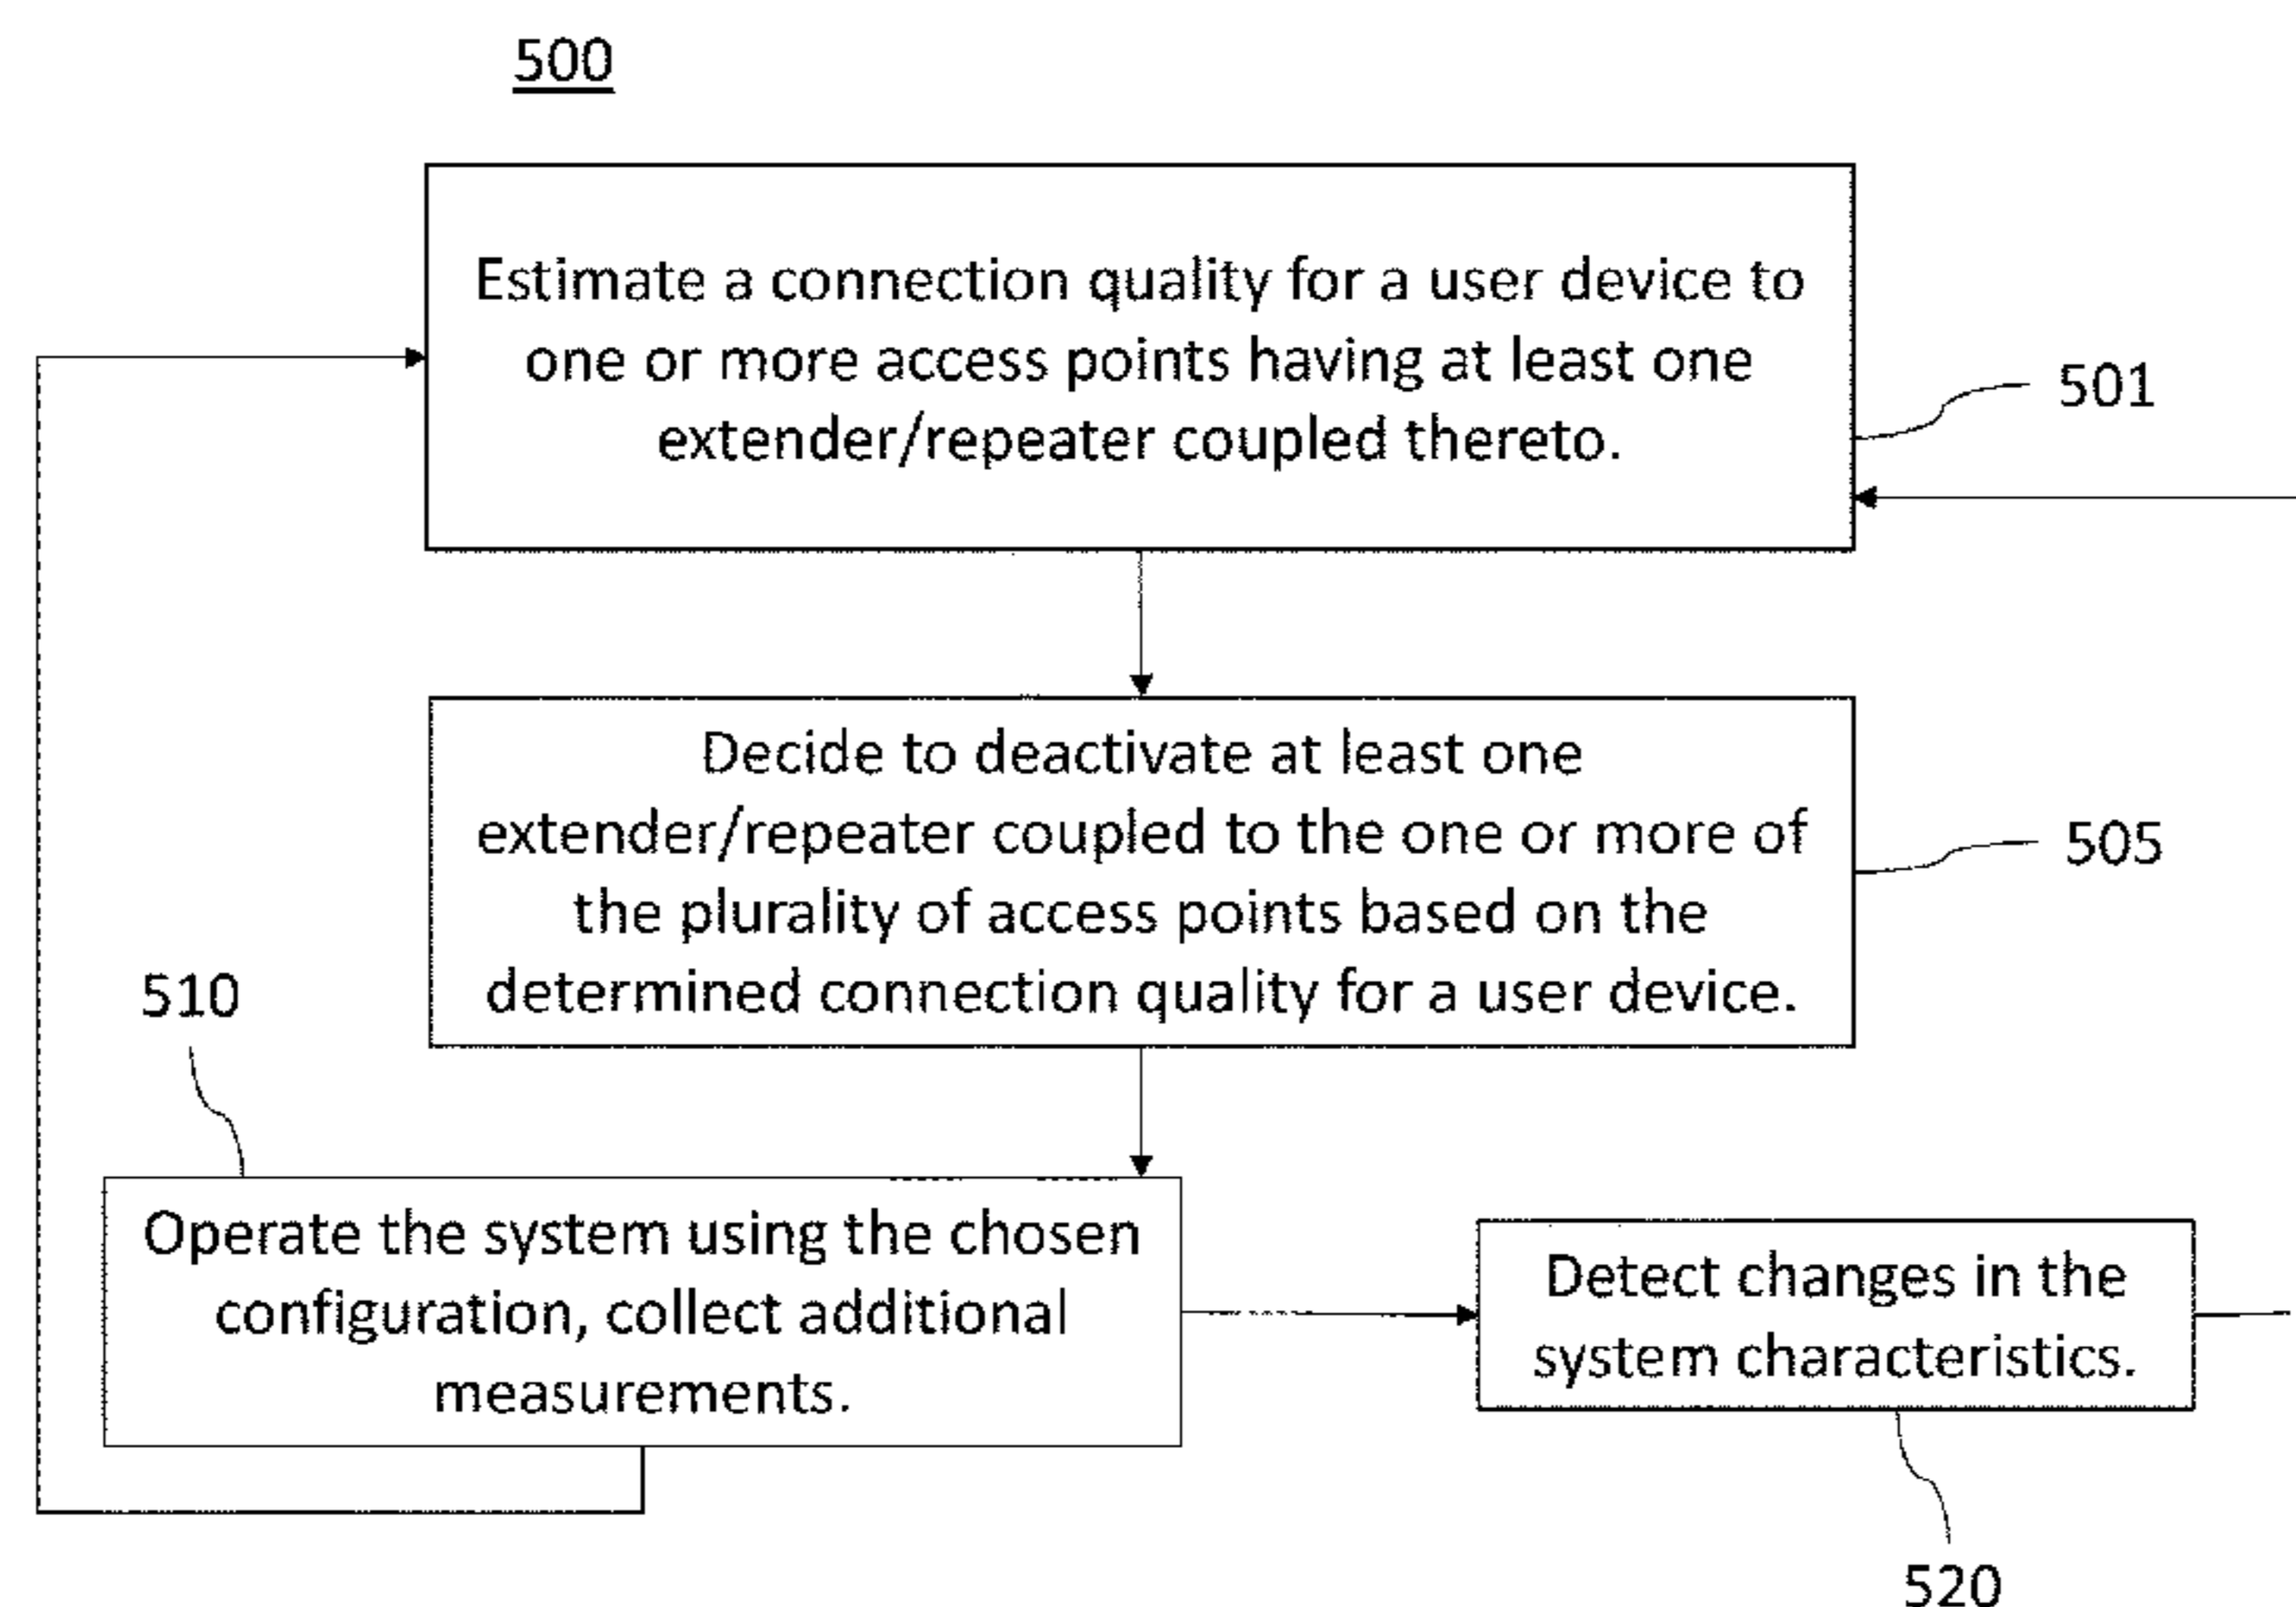 500
Estimate a connection quality for a user device to
one or more access points having at least one
extender/repeater coupled thereto.
501
Decide to deactivate at least one
extender/repeater coupled to the one or more of
the plurality of access points based on the
determined connection quality for a user device.
505
510
Operate the system using the chosen
configuration, collect additional
measurements.
Detect changes in the
system characteristics.
520